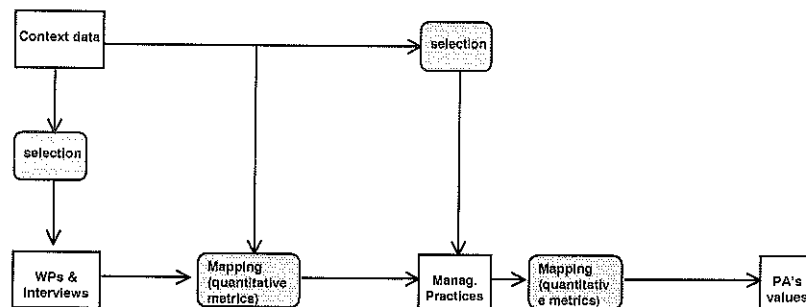 Context data
selection
selection
WPs &
Interviews
Mapping
(quantitative
metrics)
Manag.
Practices
Mapping
(quantitativ
e metrics)
PA's
values